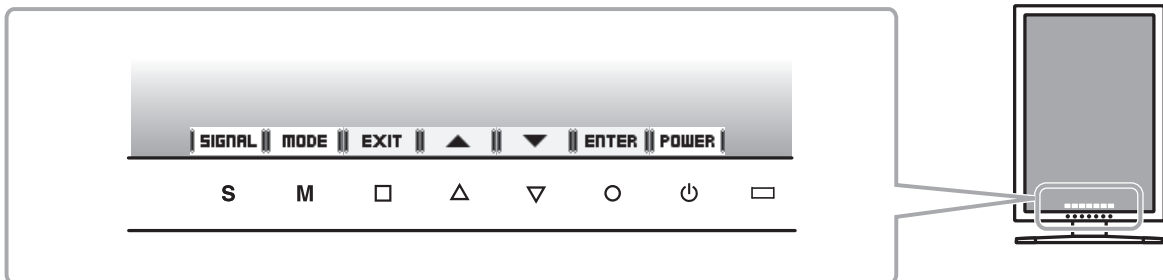 SIGNAL MODE EXIT ▲ ▼ ENTER POWER
S M □ △ ▽ ○ ⏻ ▭